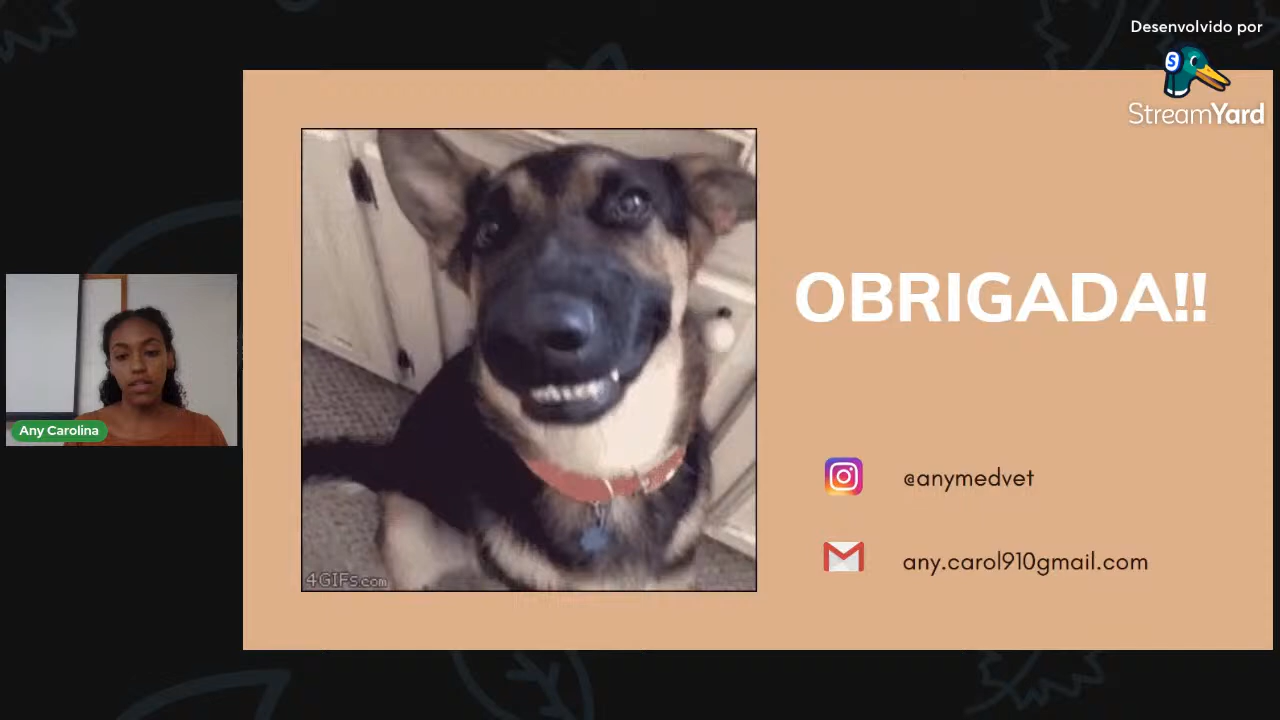 Desenvolvido por
S
StreamYard
OBRIGADA!!
@anymedvet
any.carol910gmail.com
Any Carolina
4GIFs.com